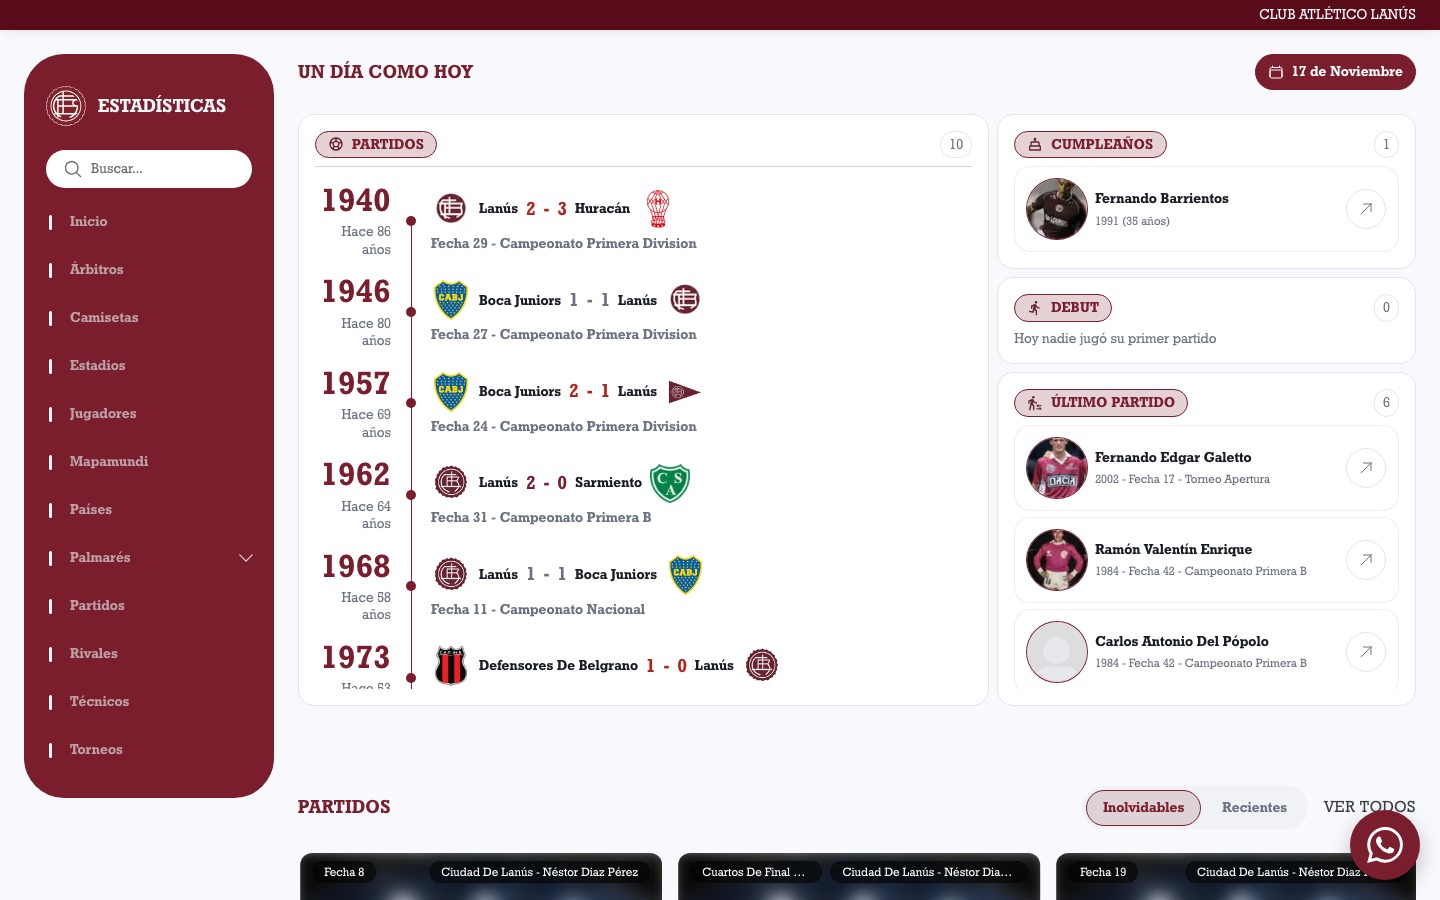 CLUB ATLÉTICO LANÚS
ESTADÍSTICAS
Buscar...
Inicio
Árbitros
Camisetas
Estadios
Jugadores
Mapamundi
Países
Palmarés
Partidos
Rivales
Técnicos
Torneos
UN DÍA COMO HOY
17 de Noviembre
PARTIDOS
10
1940
Hace 86
años
Lanús 2 - 3 Huracán
Fecha 29 - Campeonato Primera Division
1946
Hace 80
años
Boca Juniors 1 - 1 Lanús
Fecha 27 - Campeonato Primera Division
1957
Hace 69
años
Boca Juniors 2 - 1 Lanús
Fecha 24 - Campeonato Primera Division
1962
Hace 64
años
Lanús 2 - 0 Sarmiento
Fecha 31 - Campeonato Primera B
1968
Hace 58
años
Lanús 1 - 1 Boca Juniors
Fecha 11 - Campeonato Nacional
1973
Hace 53
Defensores De Belgrano 1 - 0 Lanús
CUMPLEAÑOS
1
Fernando Barrientos
1991 (35 años)
DEBUT
0
Hoy nadie jugó su primer partido
ÚLTIMO PARTIDO
6
Fernando Edgar Galetto
2002 - Fecha 17 - Torneo Apertura
Ramón Valentín Enrique
1984 - Fecha 42 - Campeonato Primera B
Carlos Antonio Del Pópolo
1984 - Fecha 42 - Campeonato Primera B
PARTIDOS
Inolvidables
Recientes
VER TODOS
Fecha 8
Ciudad De Lanús - Néstor Diaz Pérez
Cuartos De Final ...
Ciudad De Lanús - Néstor Dia...
Fecha 19
Ciudad De Lanús - Néstor Diaz